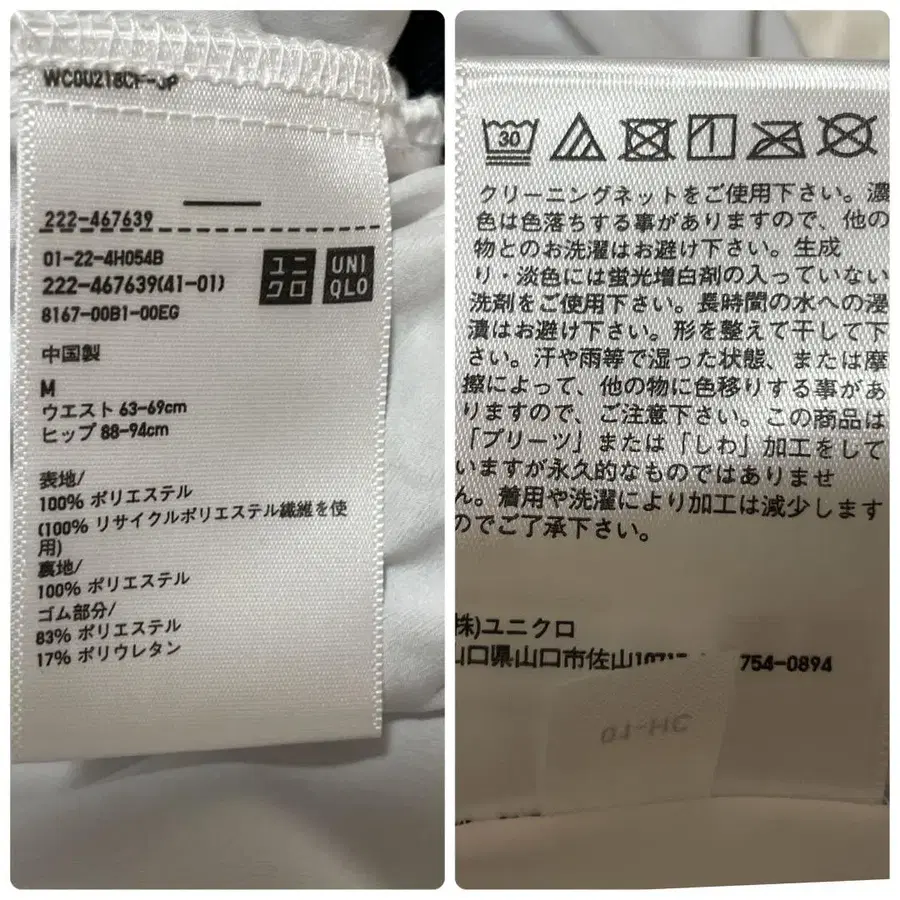 WC00218CF-JP
222-467639
01-22-4H054B
222-467639(41-01)
8167-00B1-00EG
ユニクロ
UNIQLO
中国製
M
ウエスト 63-69cm
ヒップ 88-94cm
表地/
100% ポリエステル
(100% リサイクルポリエステル繊維を使
用)
裏地/
100% ポリエステル
ゴム部分/
83% ポリエステル
17% ポリウレタン
30
クリーニングネットをご使用下さい。濃
色は色落ちする事がありますので、他の
物とのお洗濯はお避け下さい。生成
り・淡色には蛍光増白剤の入っていない
洗剤をご使用下さい。長時間の水への浸
漬はお避け下さい。形を整えて干して下
さい。汗や雨等で湿った状態、または摩
擦によって、他の物に色移りする事があ
りますので、ご注意下さい。この商品は
「プリーツ」または「しわ」加工をして
いますが永久的なものではありませ
ん。着用や洗濯により加工は減少します
のでご了承下さい。
株)ユニクロ
山口県山口市佐山10717 754-0894
01-HC